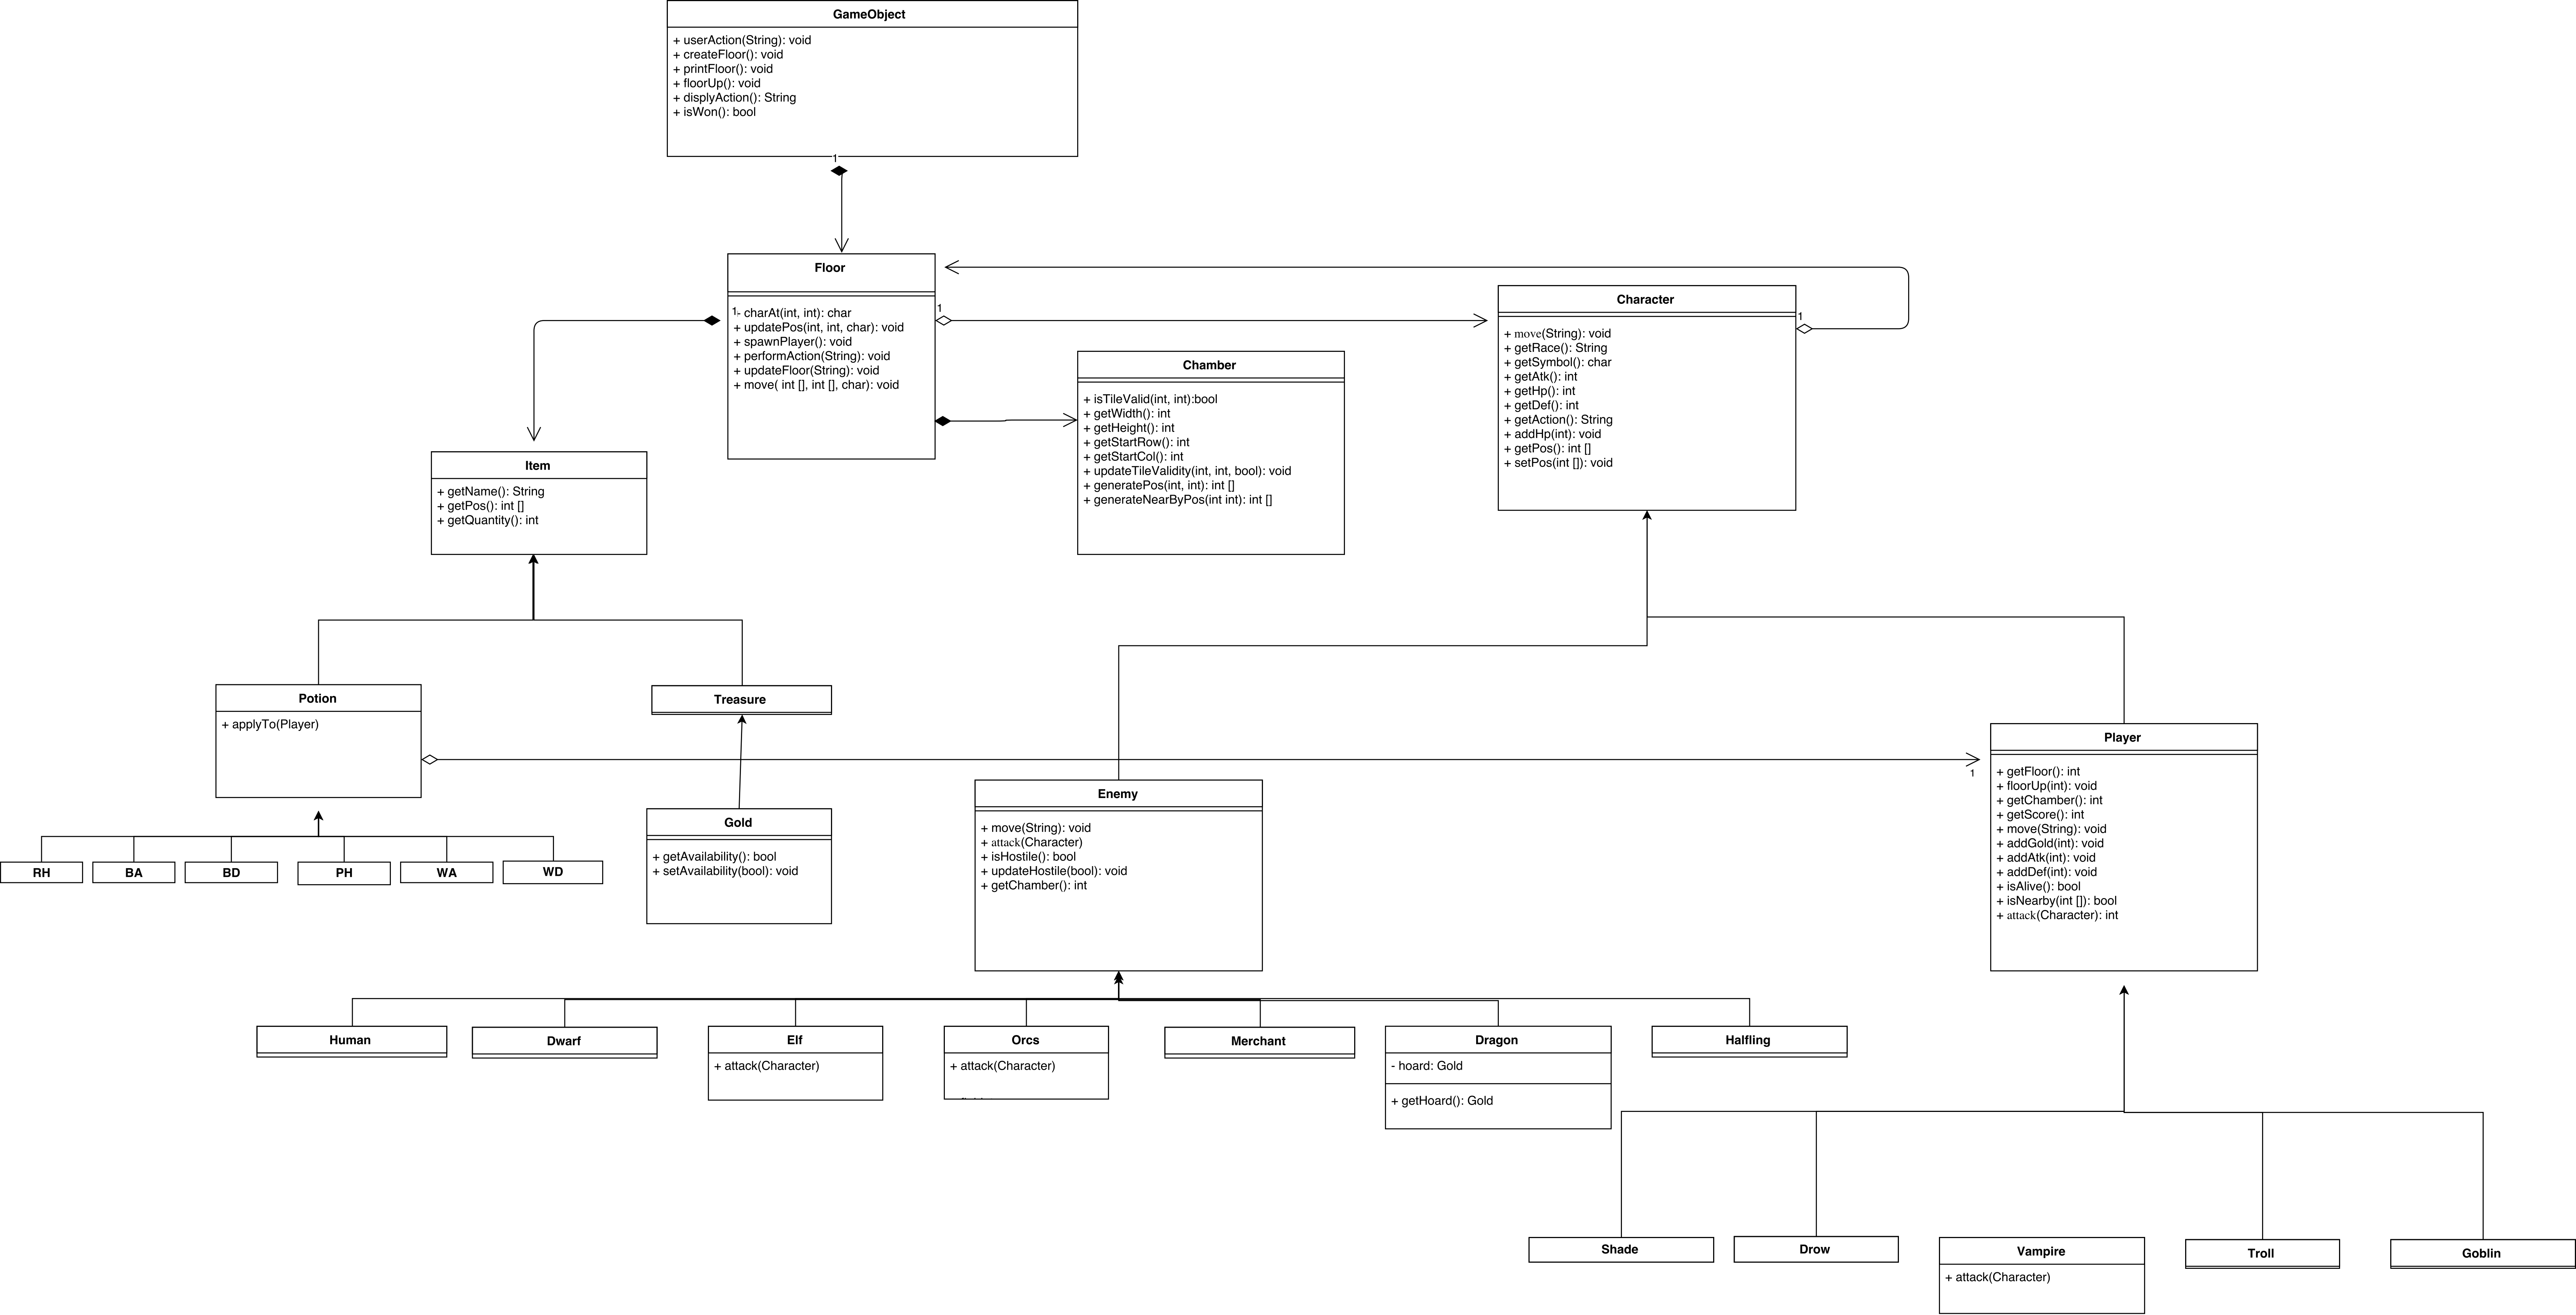 GameObject
+ userAction(String): void
+ createFloor(): void
+ printFloor(): void
+ floorUp(): void
+ displyAction(): String
+ isWon(): bool
1
Floor
1
- charAt(int, int): char
+ updatePos(int, int, char): void
+ spawnPlayer(): void
+ performAction(String): void
+ updateFloor(String): void
+ move( int [], int [], char): void
1
Character
+ move(String): void
+ getRace(): String
+ getSymbol(): char
+ getAtk(): int
+ getHp(): int
+ getDef(): int
+ getAction(): String
+ addHp(int): void
+ getPos(): int []
+ setPos(int []): void
1
Chamber
+ isTileValid(int, int):bool
+ getWidth(): int
+ getHeight(): int
+ getStartRow(): int
+ getStartCol(): int
+ updateTileValidity(int, int, bool): void
+ generatePos(int, int): int []
+ generateNearByPos(int int): int []
Item
+ getName(): String
+ getPos(): int []
+ getQuantity(): int
Potion
+ applyTo(Player)
Treasure
Player
+ getFloor(): int
+ floorUp(int): void
+ getChamber(): int
+ getScore(): int
+ move(String): void
+ addGold(int): void
+ addAtk(int): void
+ addDef(int): void
+ isAlive(): bool
+ isNearby(int []): bool
+ attack(Character): int
1
Enemy
+ move(String): void
+ attack(Character)
+ isHostile(): bool
+ updateHostile(bool): void
+ getChamber(): int
Gold
+ getAvailability(): bool
+ setAvailability(bool): void
RH
BA
BD
PH
WA
WD
Human
Dwarf
Elf
+ attack(Character)
Orcs
+ attack(Character)
Merchant
Dragon
- hoard: Gold
+ getHoard(): Gold
Halfling
Shade
Drow
Vampire
+ attack(Character)
Troll
Goblin